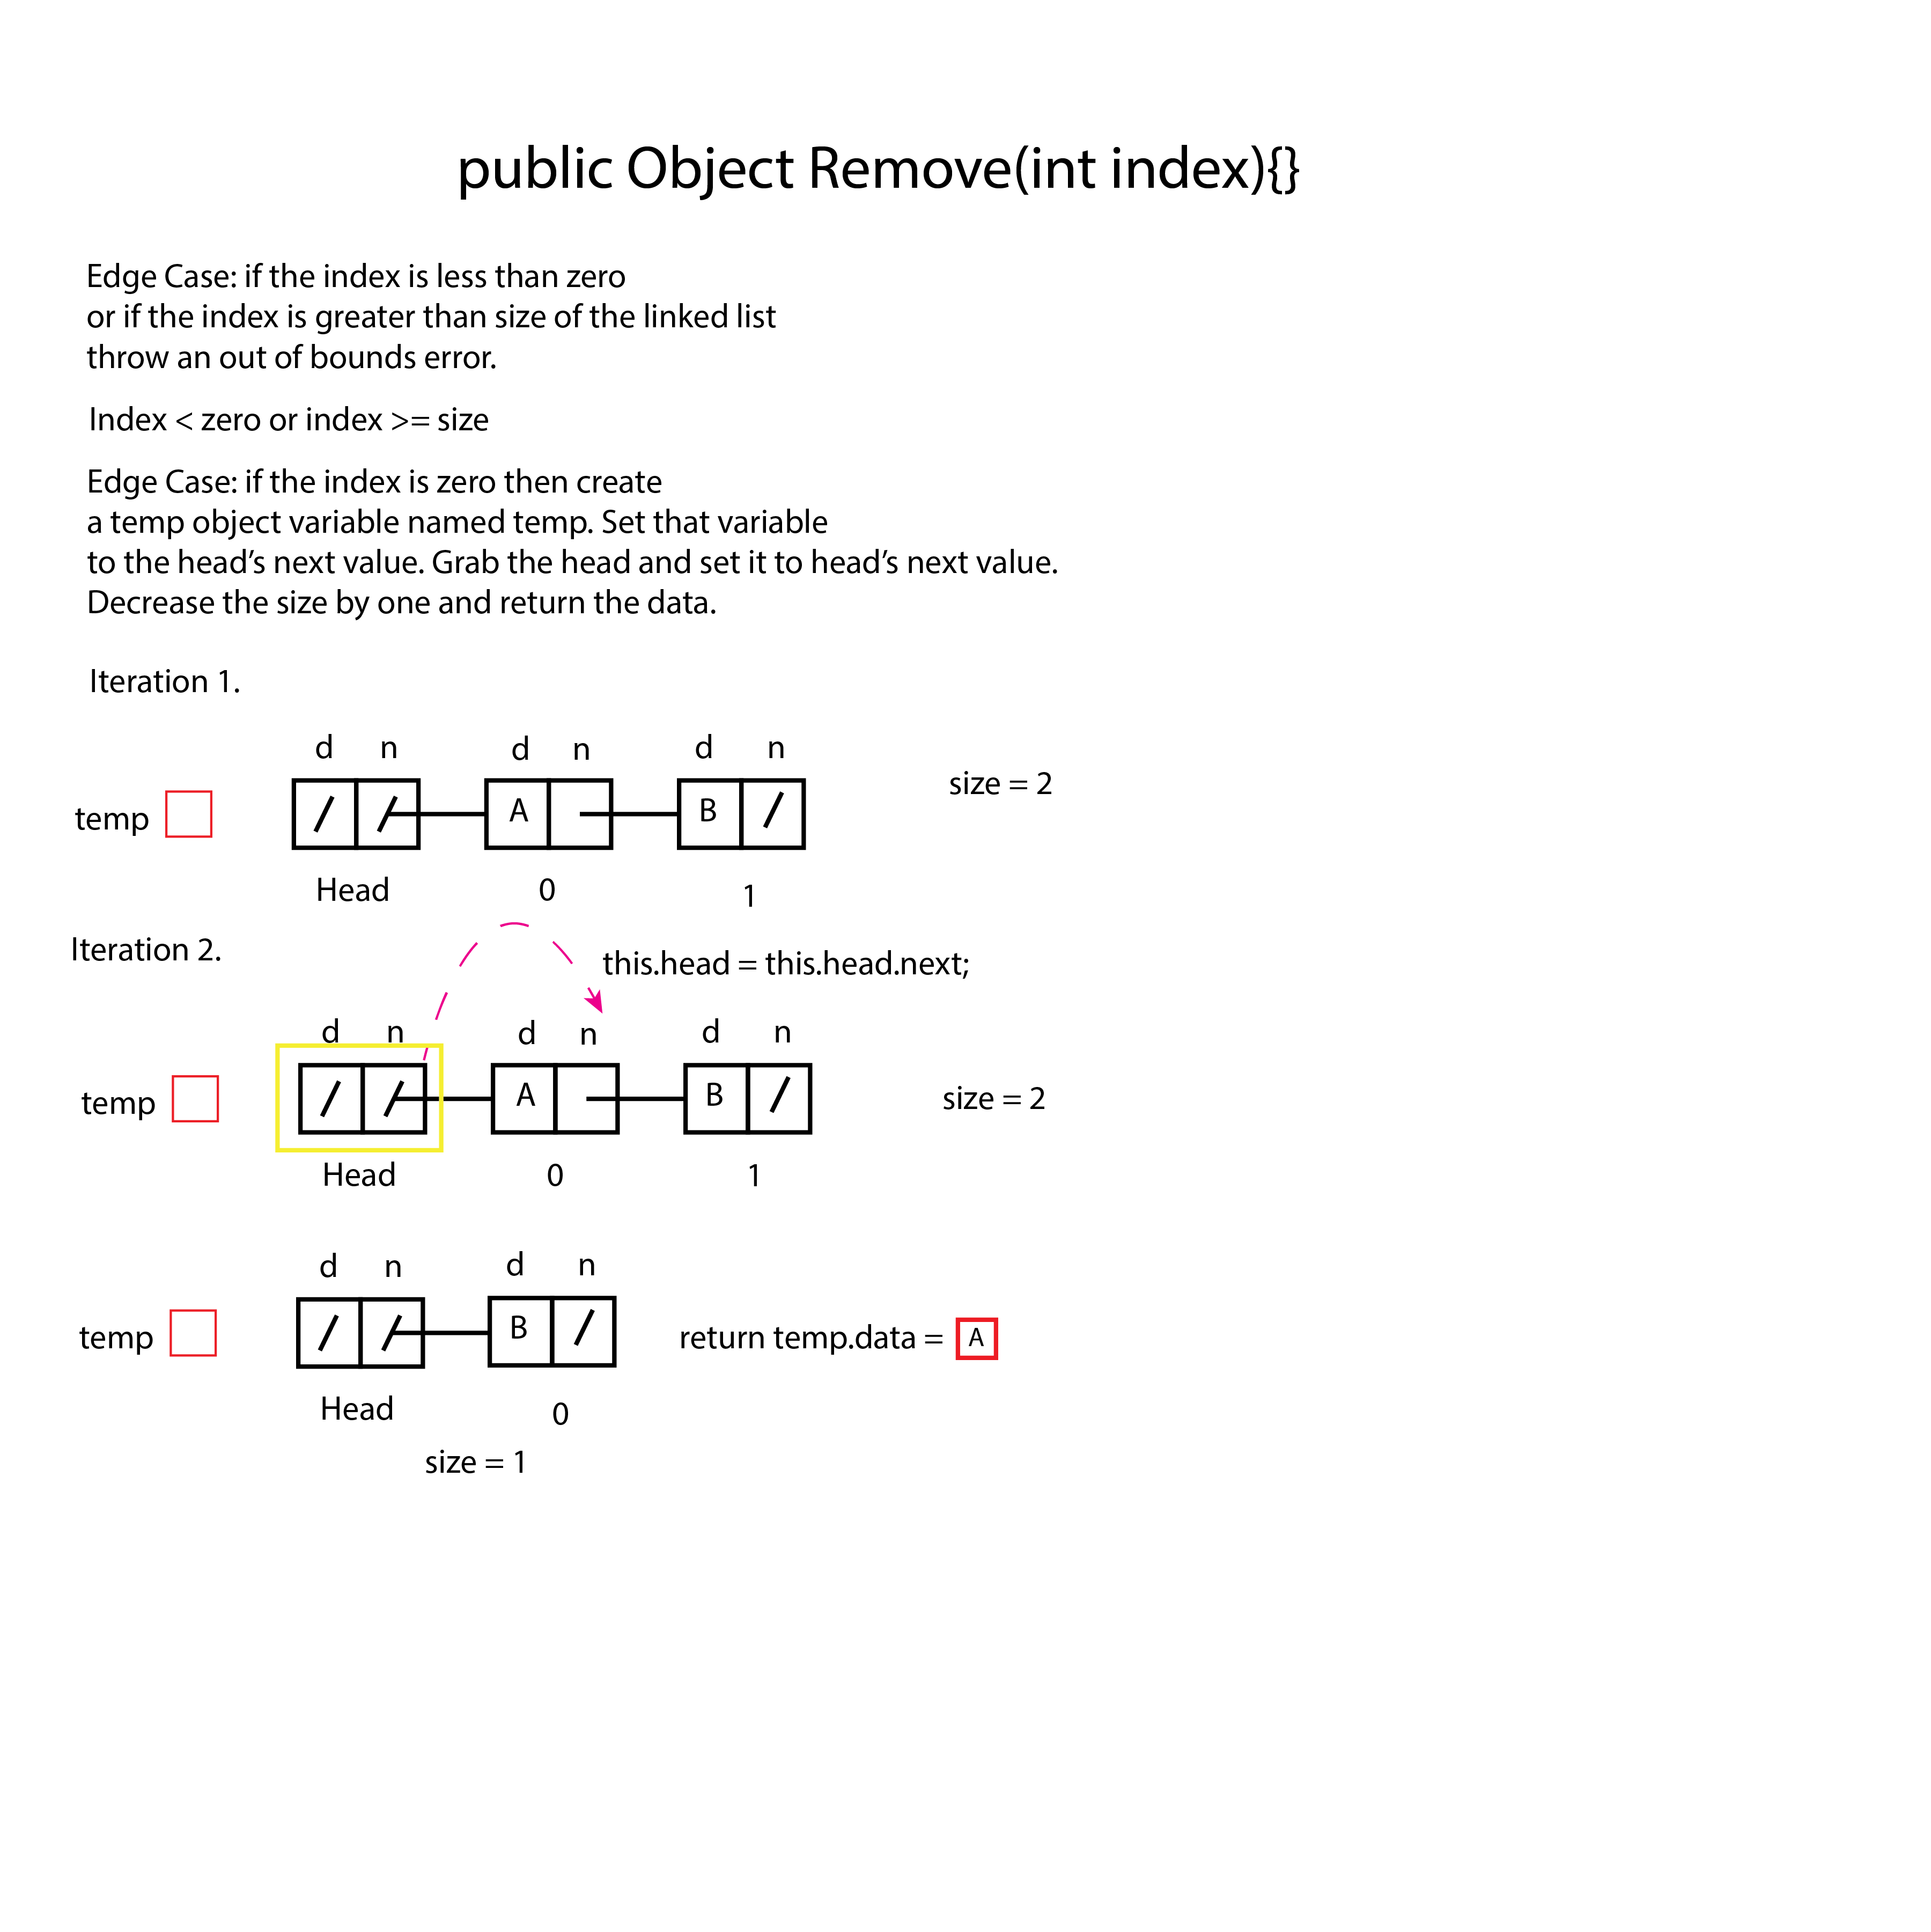 public Object Remove(int index){}
Edge Case: if the index is less than zero
or if the index is greater than size of the linked list
throw an out of bounds error.
Index < zero or index >= size
Edge Case: if the index is zero then create
a temp object variable named temp. Set that variable
to the head’s next value. Grab the head and set it to head’s next value.
Decrease the size by one and return the data.
Iteration 1.
d n d n d n
size = 2
temp / / A B /
Head 0 1
Iteration 2.
this.head = this.head.next;
d n d n d n
temp / / A B / size = 2
Head 0 1
d n d n
temp / / B / return temp.data = A
Head 0
size = 1